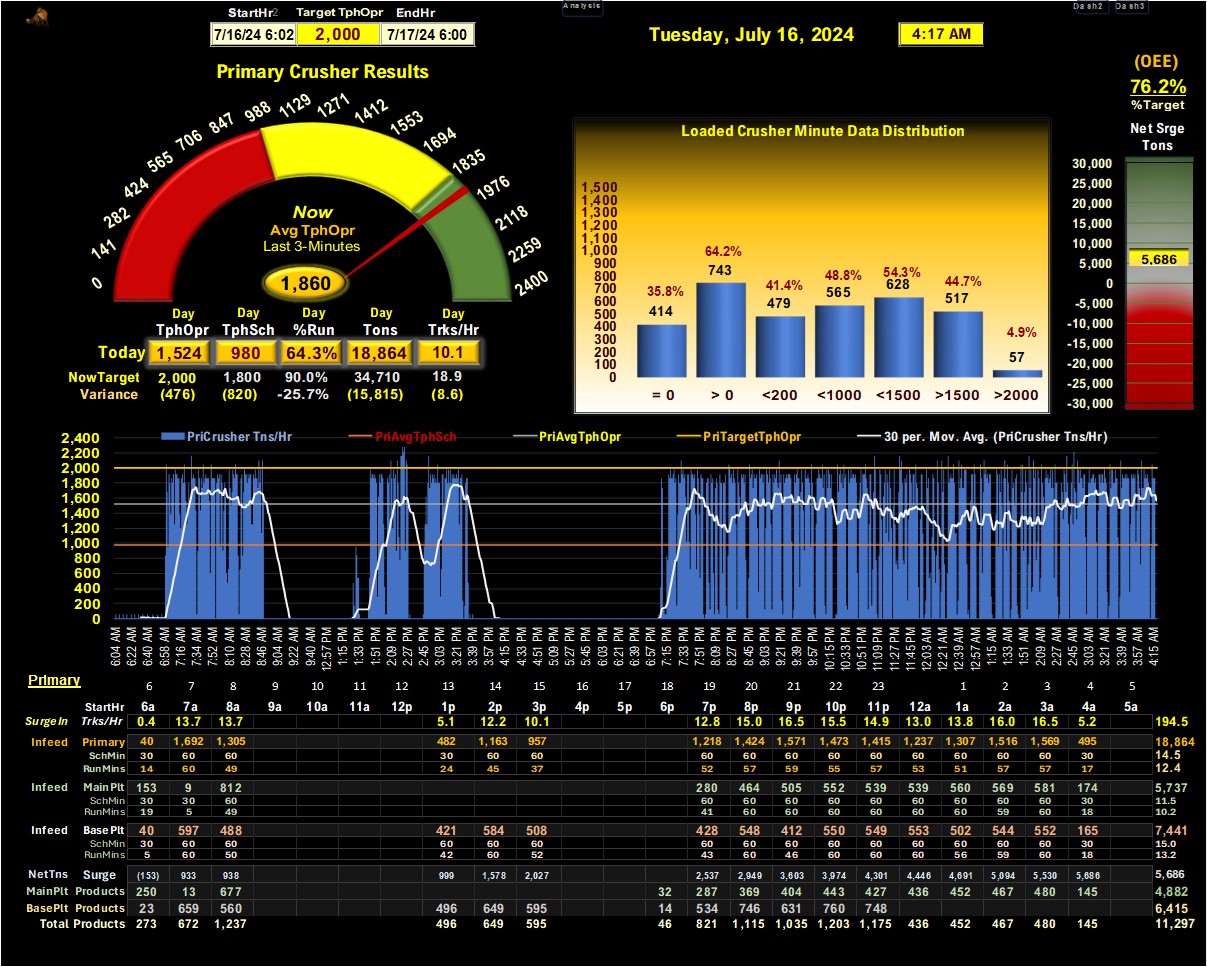 Analysis
Dash2 Dash3
StartHr2 Target TphOpr EndHr
7/16/24 6:02 2,000 7/17/24 6:00
Tuesday, July 16, 2024 4:17 AM
(OEE)
76.2%
%Target
Net Srge
Tons
Primary Crusher Results
0 141 282 424 565 706 847 988 1129 1271 1412 1553 1694 1835 1976 2118 2259 2400
Now
Avg TphOpr
Last 3-Minutes
1,860
Day Day Day Day Day
TphOpr TphSch %Run Tons Trks/Hr
Today 1,524 980 64.3% 18,864 10.1
NowTarget 2,000 1,800 90.0% 34,710 18.9
Variance (476) (820) -25.7% (15,815) (8.6)
Loaded Crusher Minute Data Distribution
1,500
1,400
1,300
1,200
1,100
1,000
900
800
700
600
500
400
300
200
100
0
35.8% 64.2% 41.4% 48.8% 54.3% 44.7% 4.9%
414 743 479 565 628 517 57
= 0 > 0 <200 <1000 <1500 >1500 >2000
30,000
25,000
20,000
15,000
10,000
5,000
0
-5,000
-10,000
-15,000
-20,000
-25,000
-30,000
5,686
PriCrusher Tns/Hr PriAvgTphSch PriAvgTphOpr PriTargetTphOpr 30 per. Mov. Avg. (PriCrusher Tns/Hr)
2,400
2,200
2,000
1,800
1,600
1,400
1,200
1,000
800
600
400
200
0
6:04 AM 6:22 AM 6:40 AM 6:58 AM 7:16 AM 7:34 AM 7:52 AM 8:10 AM 8:28 AM 8:46 AM 9:04 AM 9:22 AM 9:40 AM 12:57 PM 1:15 PM 1:33 PM 1:51 PM 2:09 PM 2:27 PM 2:45 PM 3:03 PM 3:21 PM 3:39 PM 3:57 PM 4:15 PM 4:33 PM 4:51 PM 5:09 PM 5:27 PM 5:45 PM 6:03 PM 6:21 PM 6:39 PM 6:57 PM 7:15 PM 7:33 PM 7:51 PM 8:09 PM 8:27 PM 8:45 PM 9:03 PM 9:21 PM 9:39 PM 9:57 PM 10:15 PM 10:33 PM 10:51 PM 11:09 PM 11:27 PM 11:45 PM 12:03 AM 12:21 AM 12:39 AM 12:57 AM 1:15 AM 1:33 AM 1:51 AM 2:09 AM 2:27 AM 2:45 AM 3:03 AM 3:21 AM 3:39 AM 3:57 AM 4:15 AM
Primary 6 7 8 9 10 11 12 13 14 15 16 17 18 19 20 21 22 23 1 2 3 4 5
StartHr 6a 7a 8a 9a 10a 11a 12p 1p 2p 3p 4p 5p 6p 7p 8p 9p 10p 11p 12a 1a 2a 3a 4a 5a
SurgeIn Trks/Hr 0.4 13.7 13.7 5.1 12.2 10.1 12.8 15.0 16.5 15.5 14.9 13.0 13.8 16.0 16.5 5.2 194.5
Infeed Primary 40 1,692 1,305 482 1,163 957 1,218 1,424 1,571 1,473 1,415 1,237 1,307 1,516 1,569 495 18,864
SchMin 30 60 60 30 60 60 60 60 60 60 60 60 60 60 60 30 14.5
RunMins 14 60 49 24 45 37 52 57 59 55 57 53 51 57 57 17 12.4
Infeed MainPlt 153 9 812 280 464 505 552 539 539 560 569 581 174 5,737
SchMin 30 30 60 60 60 60 60 60 60 60 60 60 30 11.5
RunMins 19 5 49 41 60 60 60 60 60 60 59 60 18 10.2
Infeed BasePlt 40 597 488 421 584 508 428 548 412 550 549 553 502 544 552 165 7,441
SchMin 30 60 60 60 60 60 60 60 60 60 60 60 60 60 60 30 15.0
RunMins 5 60 50 42 60 52 43 60 46 60 60 60 56 59 60 18 13.2
NetTns Surge (153) 933 938 999 1,578 2,027 2,537 2,949 3,603 3,974 4,301 4,446 4,691 5,094 5,530 5,686 5,686
MainPlt Products 250 13 677 32 287 369 404 443 427 436 452 467 480 145 4,882
BasePlt Products 23 659 560 496 649 595 14 534 746 631 760 748 6,415
Total Products 273 672 1,237 496 649 595 46 821 1,115 1,035 1,203 1,175 436 452 467 480 145 11,297